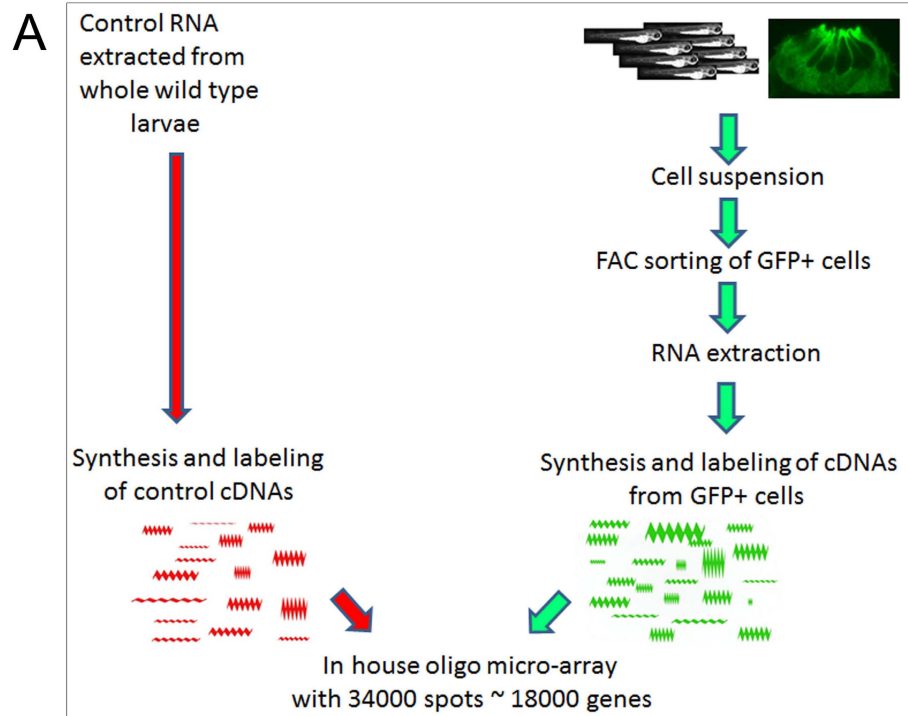 A
Control RNA
extracted from
whole wild type
larvae
Cell suspension
FAC sorting of GFP+ cells
RNA extraction
Synthesis and labeling
of control cDNAs
Synthesis and labeling of cDNAs
from GFP+ cells
In house oligo micro-array
with 34000 spots ~ 18000 genes